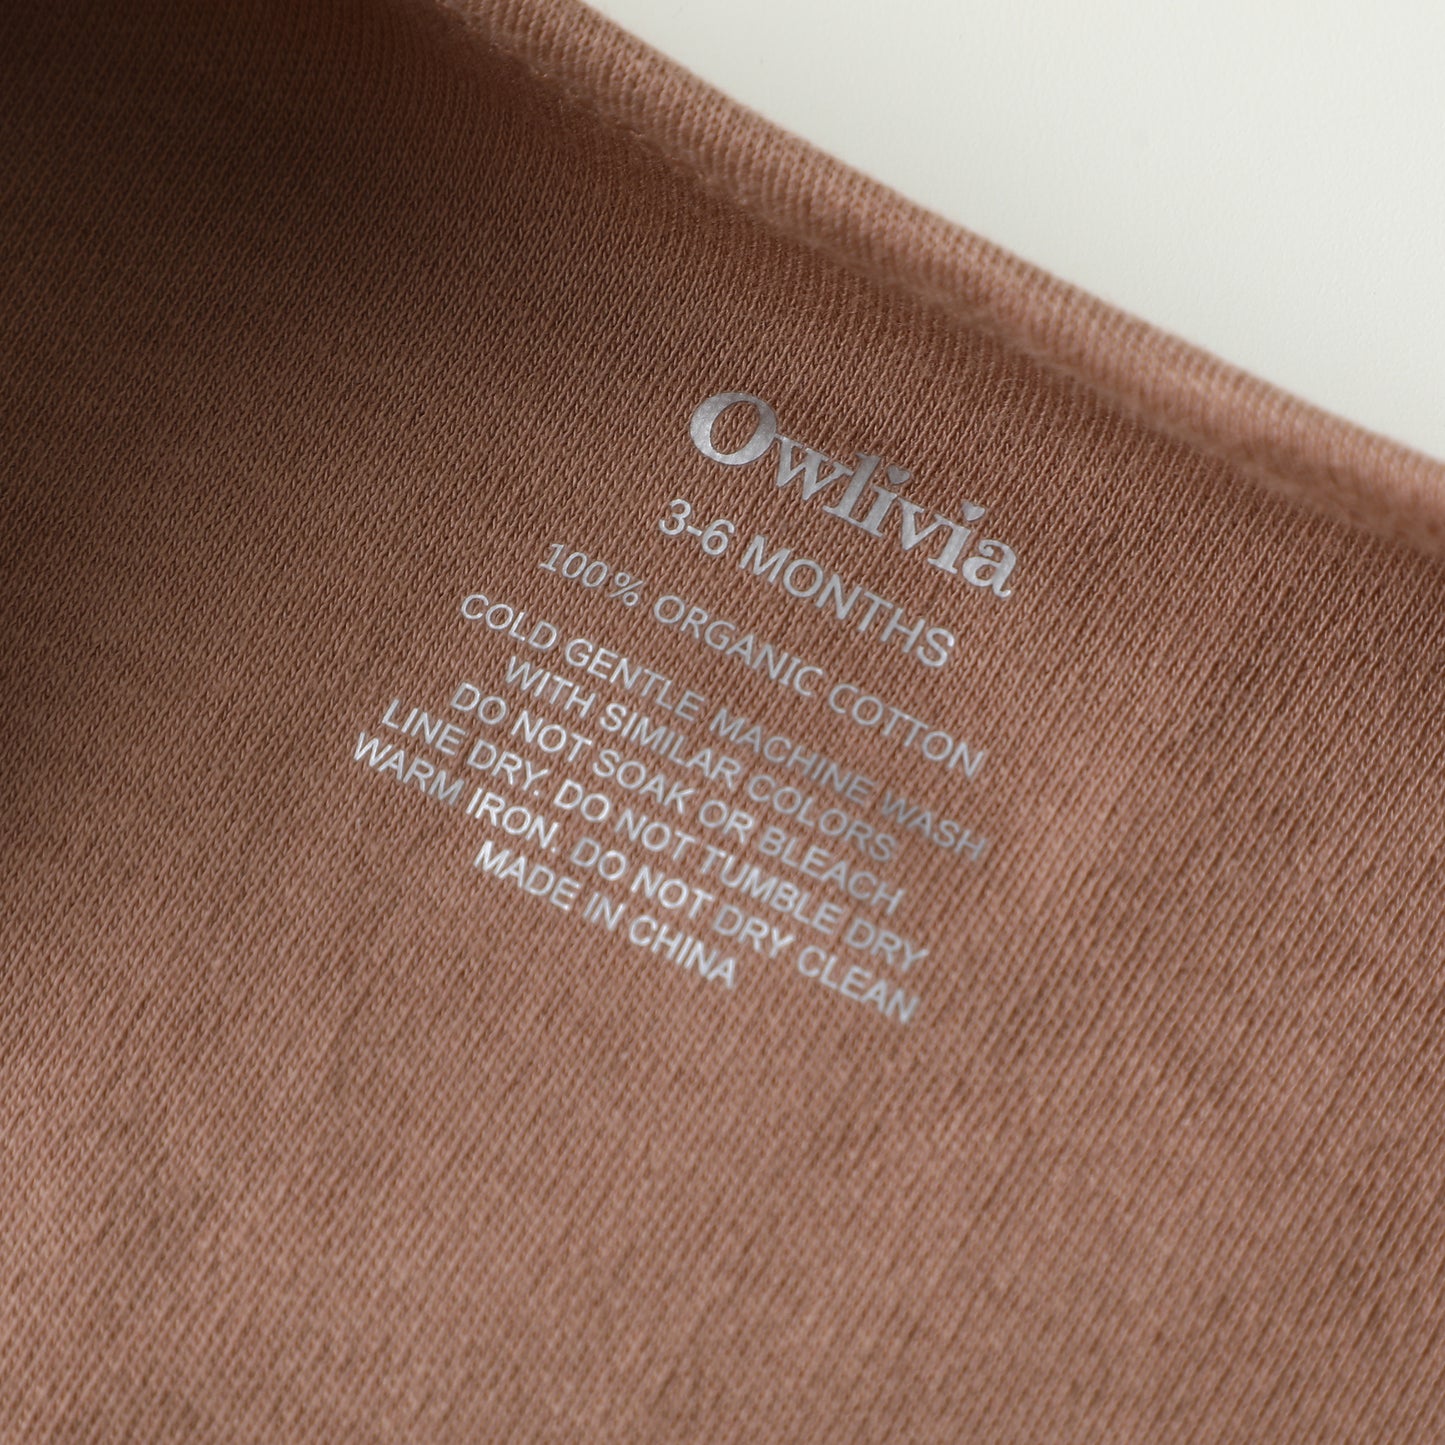 Owlivia
3-6 MONTHS
100% ORGANIC COTTON
COLD GENTLE MACHINE WASH
WITH SIMILAR COLORS
DO NOT SOAK OR BLEACH
LINE DRY. DO NOT TUMBLE DRY
WARM IRON. DO NOT DRY CLEAN
MADE IN CHINA